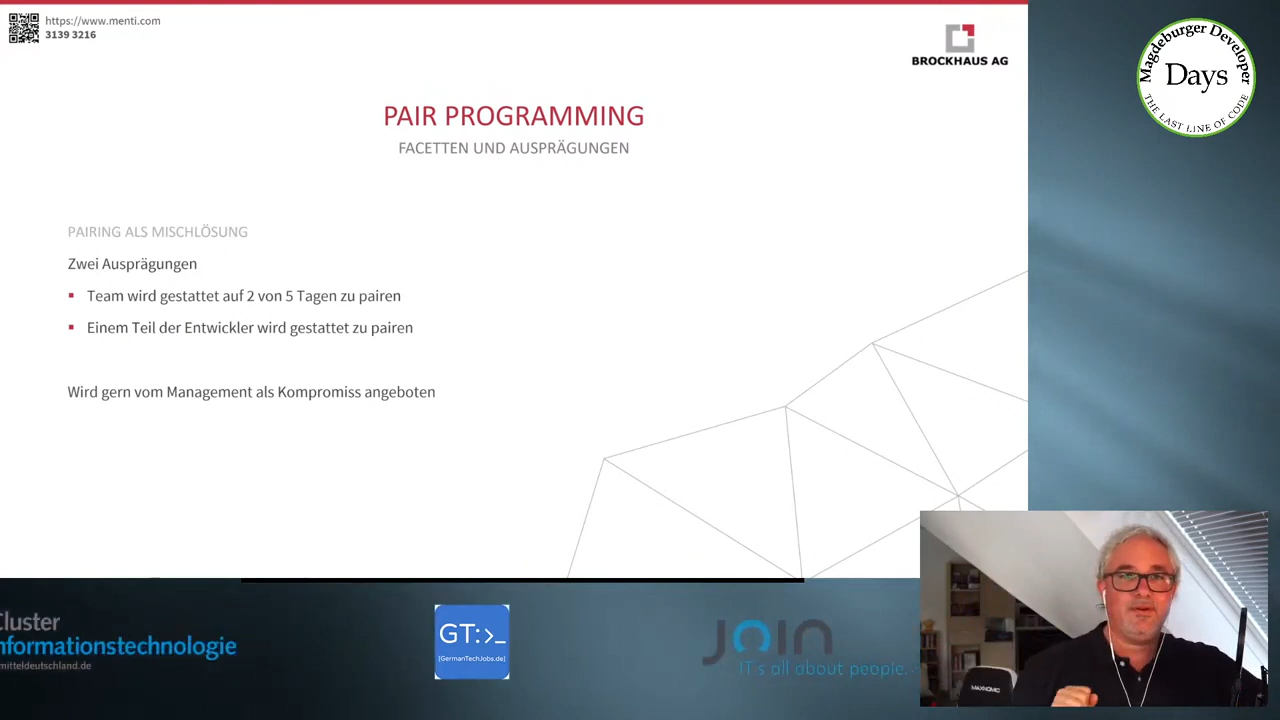 https://www.menti.com
3139 3216
BROCKHAUS AG
Magdeburger Developer
Days
THE LAST LINE OF CODE
PAIR PROGRAMMING
FACETTEN UND AUSPRÄGUNGEN
PAIRING ALS MISCHLÖSUNG
Zwei Ausprägungen
Team wird gestattet auf 2 von 5 Tagen zu pairen
Einem Teil der Entwickler wird gestattet zu pairen
Wird gern vom Management als Kompromiss angeboten
Cluster
nformationstechnologie
mitteldeutschland.de
GT:>_
[GermanTechJobs.de]
JOIN
IT's all about people.
MAXNOMIC